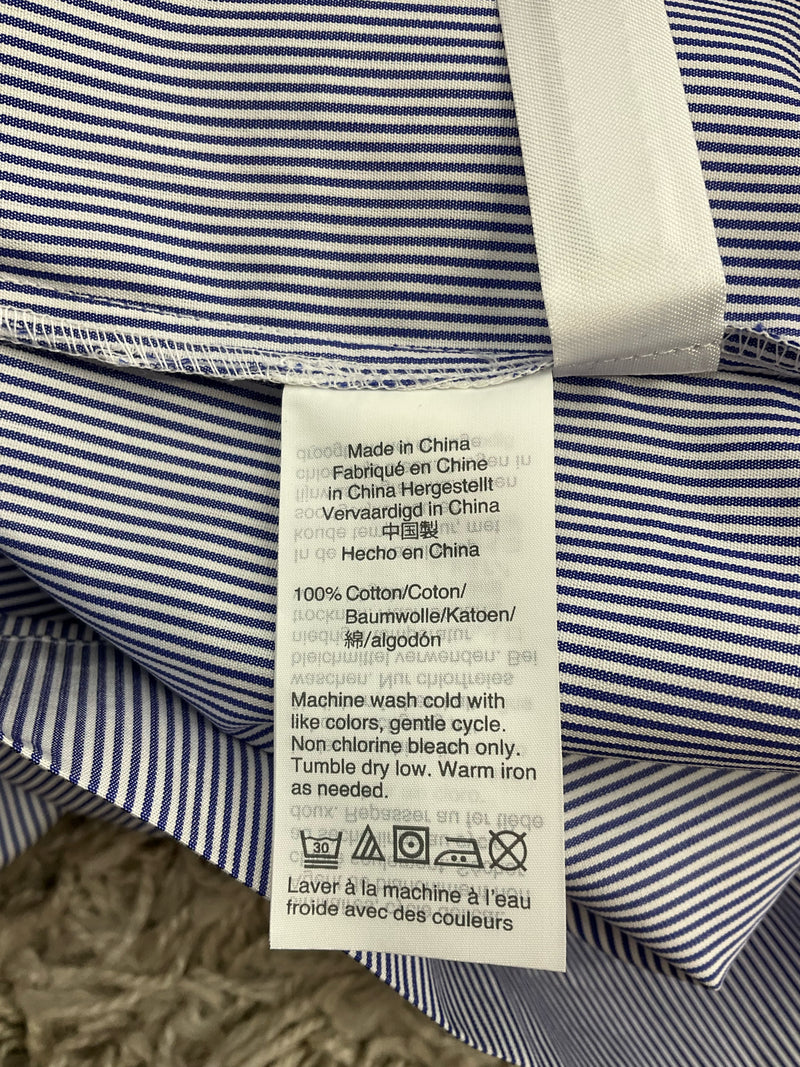 Made in China
Fabriqué en Chine
in China Hergestellt
Vervaardigd in China
中国製
Hecho en China
100% Cotton/Coton/
Baumwolle/Katoen/
綿/algodón
Machine wash cold with
like colors, gentle cycle.
Non chlorine bleach only.
Tumble dry low. Warm iron
as needed.
30
Laver à la machine à l'eau
froide avec des couleurs